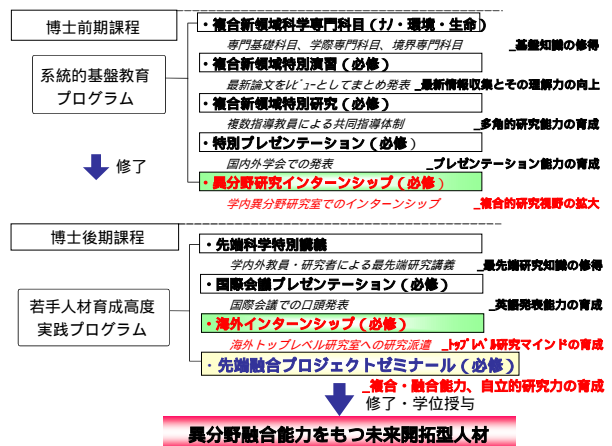 博士前期課程
・複合新領域科学専門科目（ナノ・環境・生命）
専門基礎科目、学際専門科目、境界専門科目 _基盤知識の修得
系統的基盤教育
プログラム
・複合新領域特別演習（必修）
最新論文をﾚﾋﾞｭｰとしてまとめ発表 _最新情報収集とその理解力の向上
・複合新領域特別研究（必修）
複数指導教員による共同指導体制 _多角的研究能力の育成
・特別プレゼンテーション（必修）
国内外学会での発表 _プレゼンテーション能力の育成
修了
・異分野研究インターンシップ（必修）
学内異分野研究室でのインターンシップ _複合的研究視野の拡大
博士後期課程
・先端科学特別講義
学内外教員・研究者による最先端研究講義 _最先端研究知識の修得
・国際会議プレゼンテーション（必修）
国際会議での口頭発表 _英語発表能力の育成
若手人材育成高度
実践プログラム
・海外インターンシップ（必修）
海外トップレベル研究室への研究派遣 _ﾄｯﾌﾟﾚﾍﾞﾙ研究マインドの育成
・先端融合プロジェクトゼミナール（必修）
_複合・融合能力、自立的研究力の育成
修了・学位授与
異分野融合能力をもつ未来開拓型人材